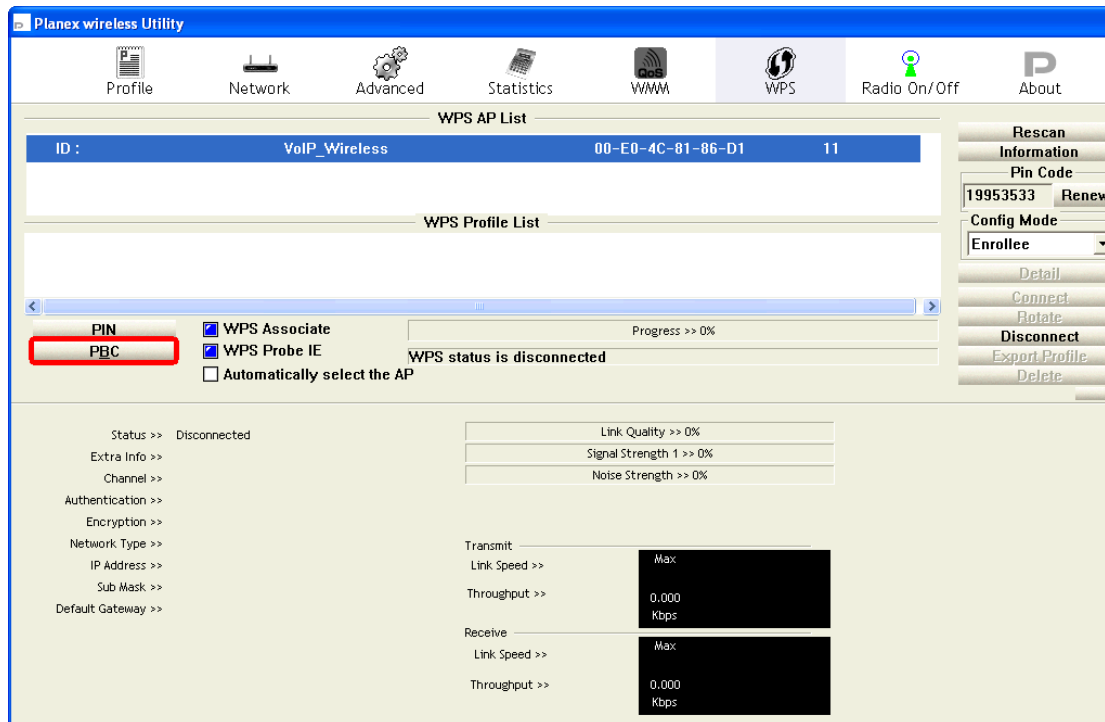 Planex wireless Utility
Profile Network Advanced Statistics WMM WPS Radio On/Off About
QoS
WPS AP List
ID : VoIP_Wireless 00-E0-4C-81-86-D1 11
Rescan
Information
Pin Code
19953533 Renew
WPS Profile List
Config Mode
Enrollee
Detail
Connect
Rotate
Disconnect
Export Profile
Delete
PIN
PBC
WPS Associate
WPS Probe IE
Automatically select the AP
Progress >> 0%
WPS status is disconnected
Status >> Disconnected
Extra Info >>
Channel >>
Authentication >>
Encryption >>
Network Type >>
IP Address >>
Sub Mask >>
Default Gateway >>
Link Quality >> 0%
Signal Strength 1 >> 0%
Noise Strength >> 0%
Transmit
Link Speed >> Max
Throughput >> 0.000
Kbps
Receive
Link Speed >> Max
Throughput >> 0.000
Kbps